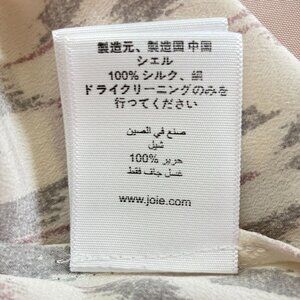 製造元、製造国 中国
シェル
100% シルク、絹
ドライクリーニングのみを
行ってください
صنع في الصين
شيل
حرير %100
غسل جاف فقط
www.joie.com